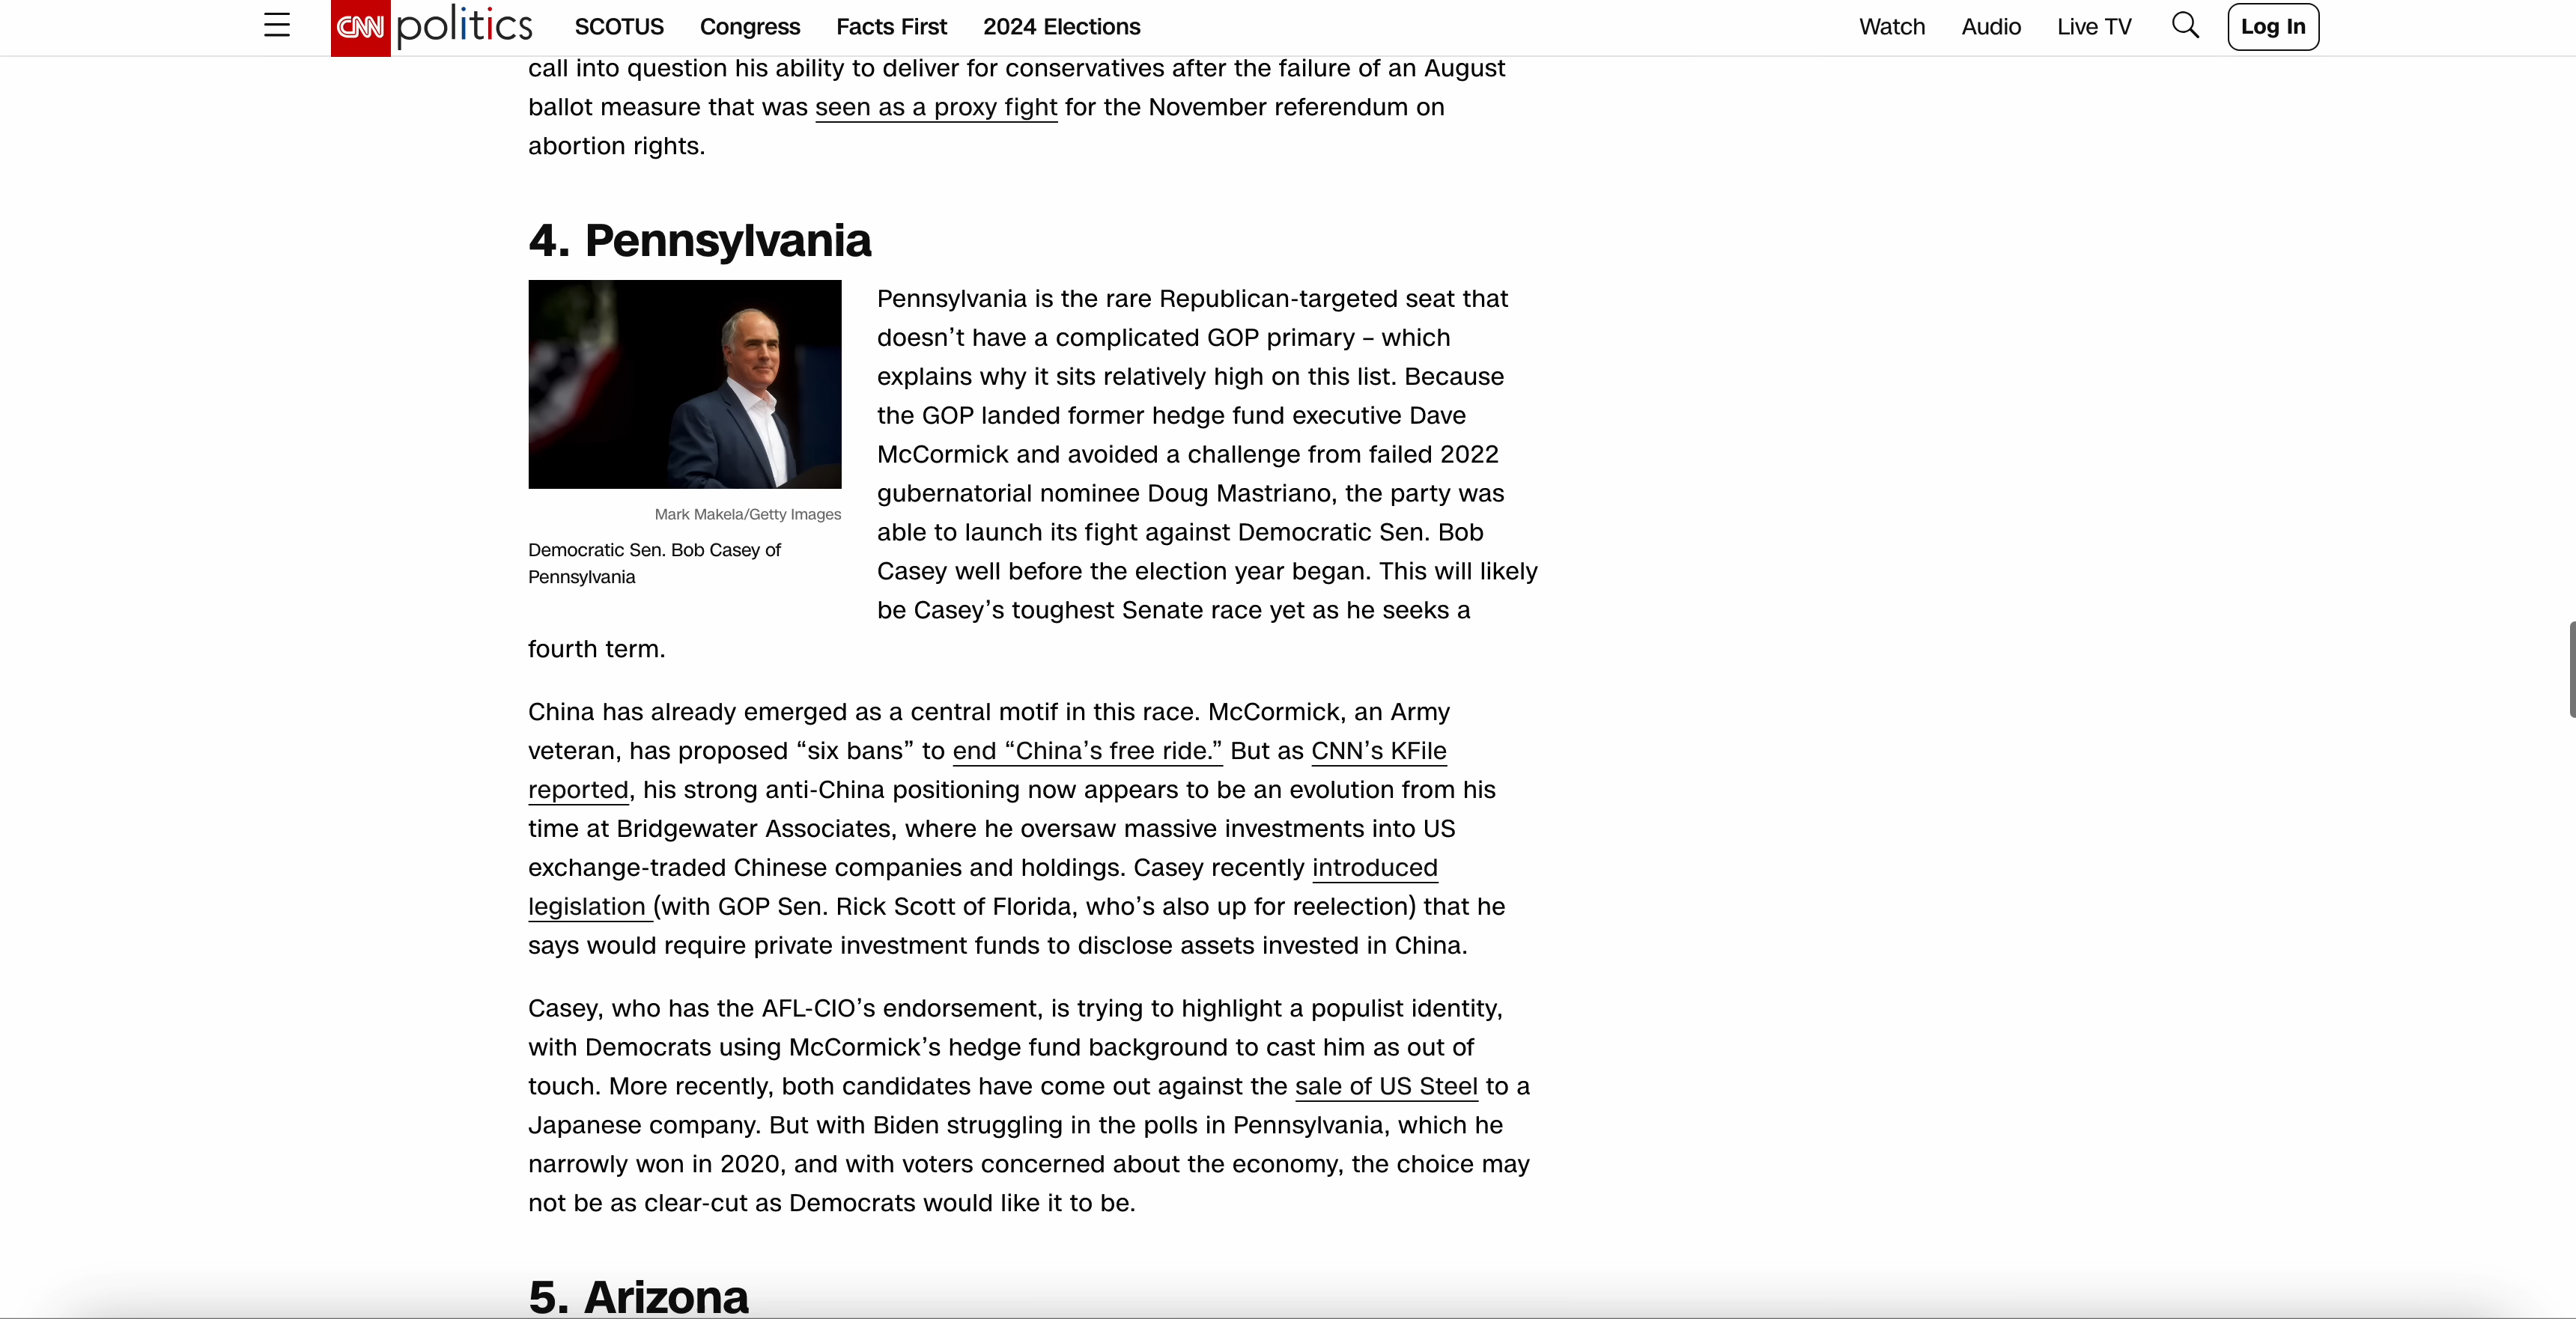 CNN politics SCOTUS Congress Facts First 2024 Elections Watch Audio Live TV Log In
call into question his ability to deliver for conservatives after the failure of an August
ballot measure that was seen as a proxy fight for the November referendum on
abortion rights.
4. Pennsylvania
Mark Makela/Getty Images
Democratic Sen. Bob Casey of
Pennsylvania
Pennsylvania is the rare Republican-targeted seat that
doesn’t have a complicated GOP primary – which
explains why it sits relatively high on this list. Because
the GOP landed former hedge fund executive Dave
McCormick and avoided a challenge from failed 2022
gubernatorial nominee Doug Mastriano, the party was
able to launch its fight against Democratic Sen. Bob
Casey well before the election year began. This will likely
be Casey’s toughest Senate race yet as he seeks a
fourth term.
China has already emerged as a central motif in this race. McCormick, an Army
veteran, has proposed “six bans” to end “China’s free ride.” But as CNN’s KFile
reported, his strong anti-China positioning now appears to be an evolution from his
time at Bridgewater Associates, where he oversaw massive investments into US
exchange-traded Chinese companies and holdings. Casey recently introduced
legislation (with GOP Sen. Rick Scott of Florida, who’s also up for reelection) that he
says would require private investment funds to disclose assets invested in China.
Casey, who has the AFL-CIO’s endorsement, is trying to highlight a populist identity,
with Democrats using McCormick’s hedge fund background to cast him as out of
touch. More recently, both candidates have come out against the sale of US Steel to a
Japanese company. But with Biden struggling in the polls in Pennsylvania, which he
narrowly won in 2020, and with voters concerned about the economy, the choice may
not be as clear-cut as Democrats would like it to be.
5. Arizona